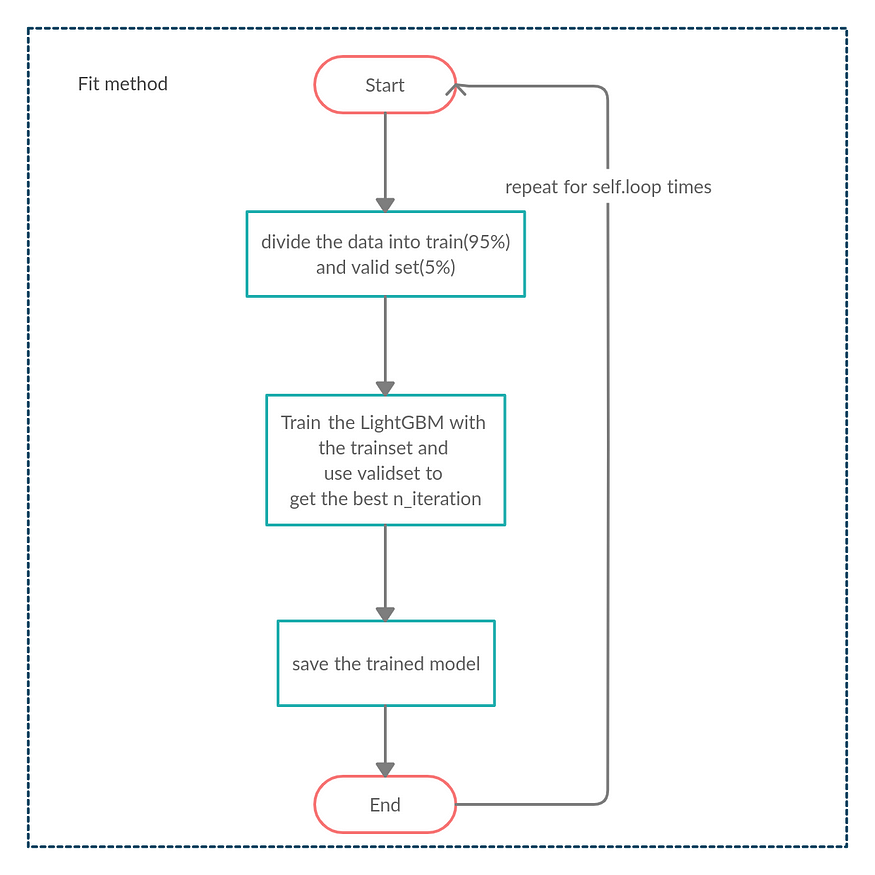 Fit method
Start
repeat for self.loop times
divide the data into train(95%)
and valid set(5%)
Train the LightGBM with
the trainset and
use validset to
get the best n_iteration
save the trained model
End